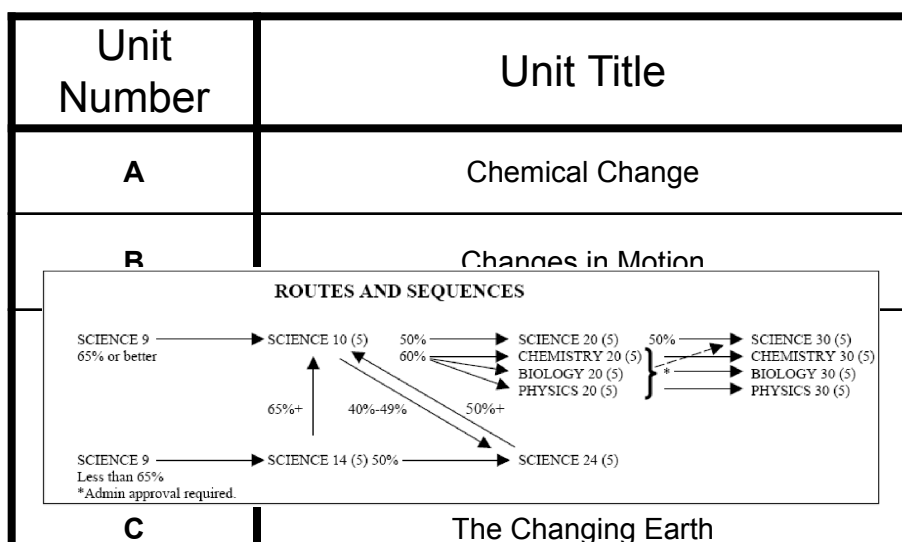 Unit Number
Unit Title
A
Chemical Change
B
Changes in Motion
ROUTES AND SEQUENCES
SCIENCE 9 SCIENCE 10 (5) 50% SCIENCE 20 (5) 50% SCIENCE 30 (5)
65% or better 60% CHEMISTRY 20 (5) CHEMISTRY 30 (5)
BIOLOGY 20 (5) * BIOLOGY 30 (5)
PHYSICS 20 (5) PHYSICS 30 (5)
65%+ 40%-49% 50%+
SCIENCE 9 SCIENCE 14 (5) 50% SCIENCE 24 (5)
Less than 65%
*Admin approval required.
C
The Changing Earth